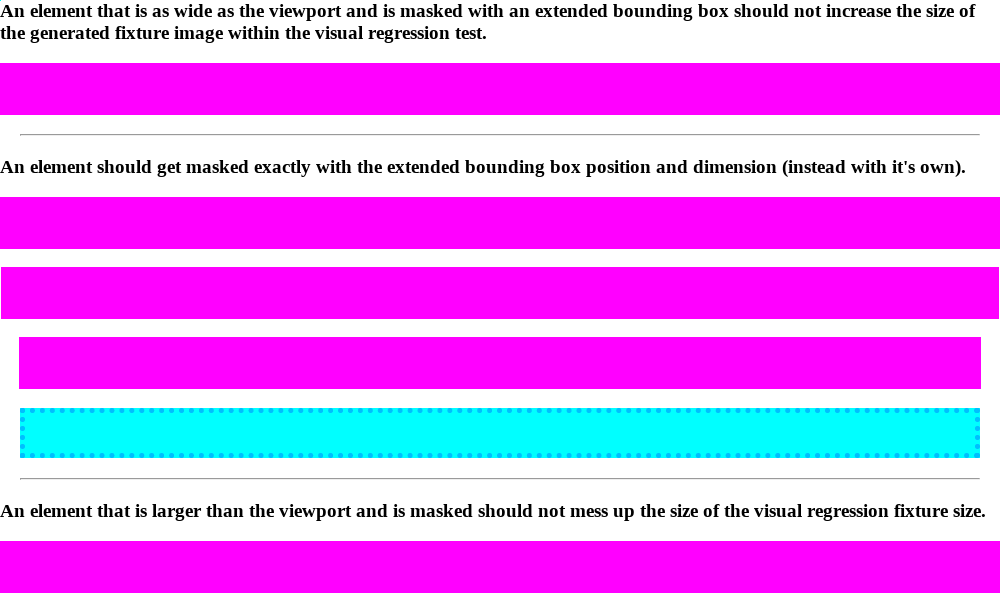 An element that is as wide as the viewport and is masked with an extended bounding box should not increase the size of
the generated fixture image within the visual regression test.
An element should get masked exactly with the extended bounding box position and dimension (instead with it's own).
An element that is larger than the viewport and is masked should not mess up the size of the visual regression fixture size.